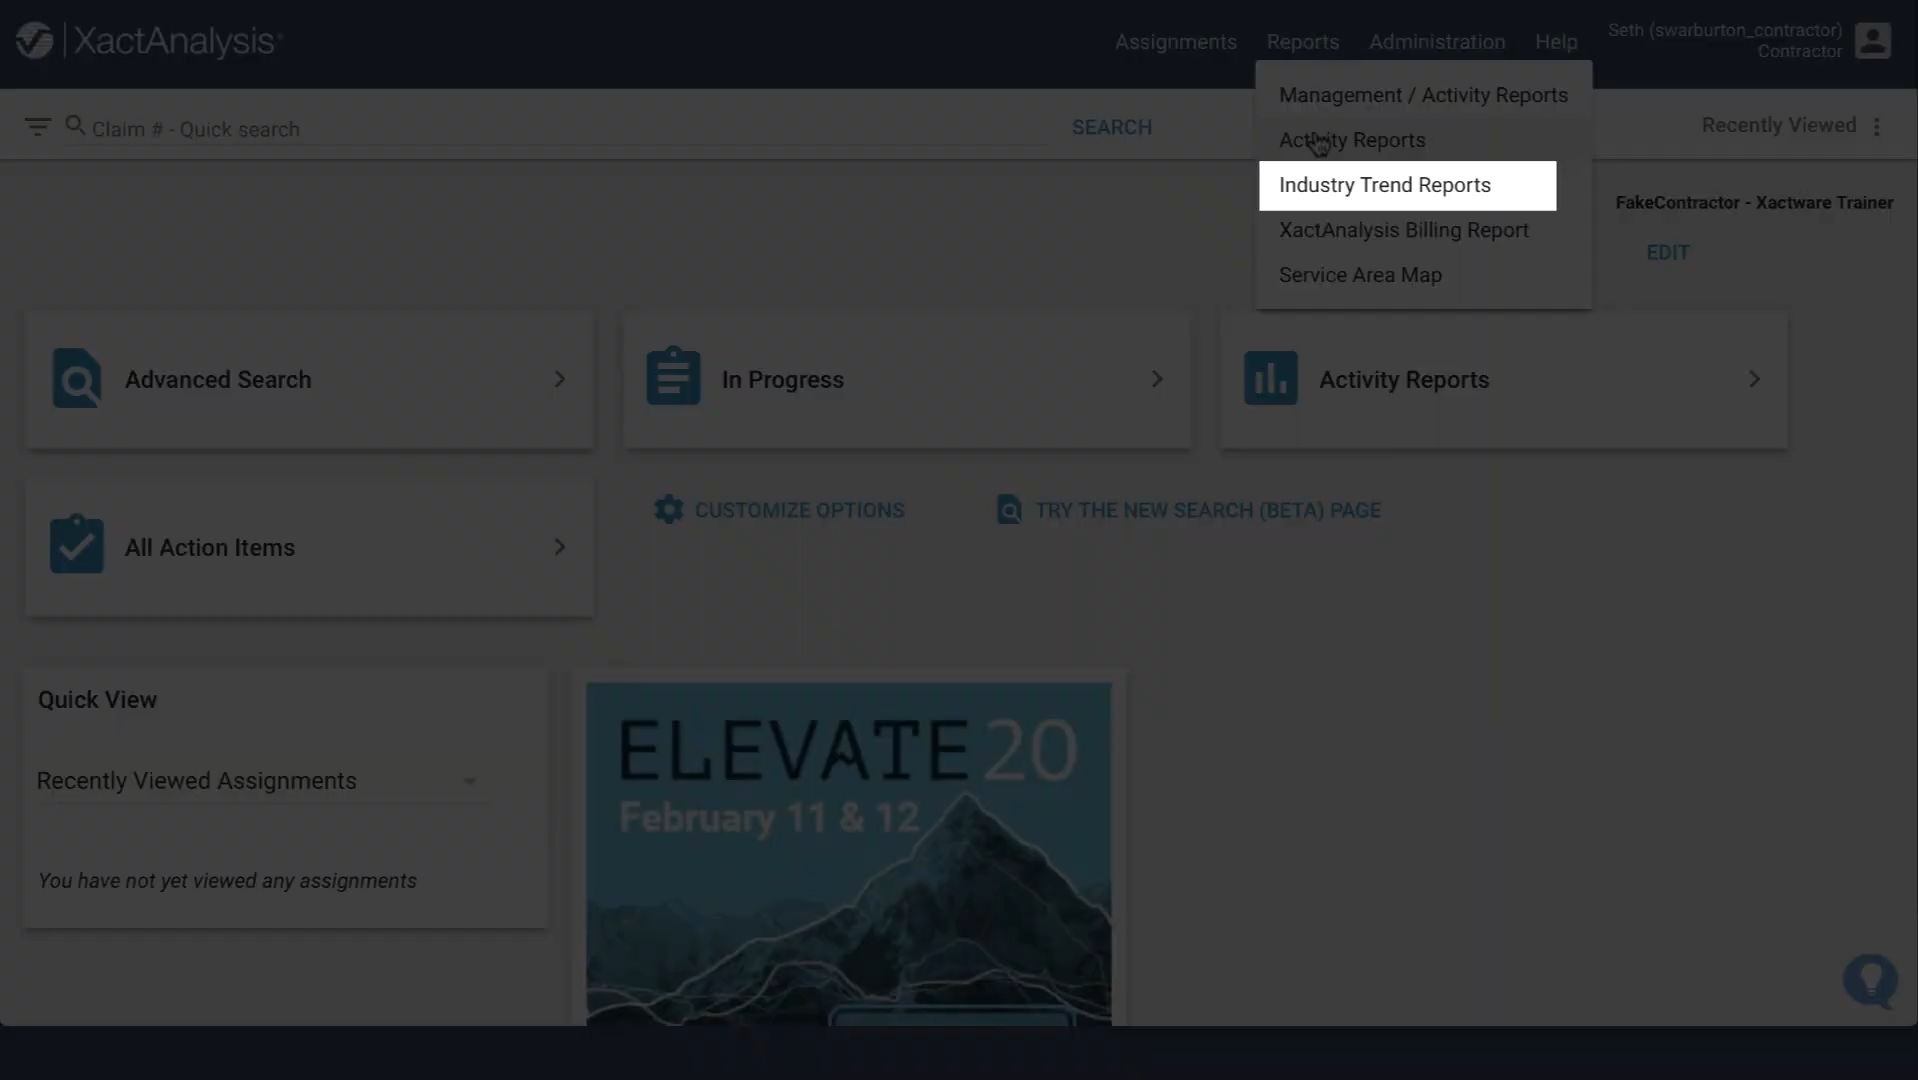 XactAnalysis®
Assignments
Reports
Administration
Help
Seth (swarburton_contractor)
Contractor
Management / Activity Reports
Activity Reports
Industry Trend Reports
XactAnalysis Billing Report
Service Area Map
Claim # - Quick search
SEARCH
Recently Viewed
FakeContractor - Xactware Trainer
EDIT
Advanced Search
In Progress
Activity Reports
All Action Items
CUSTOMIZE OPTIONS
TRY THE NEW SEARCH (BETA) PAGE
Quick View
Recently Viewed Assignments
You have not yet viewed any assignments
ELEVATE 20
February 11 & 12